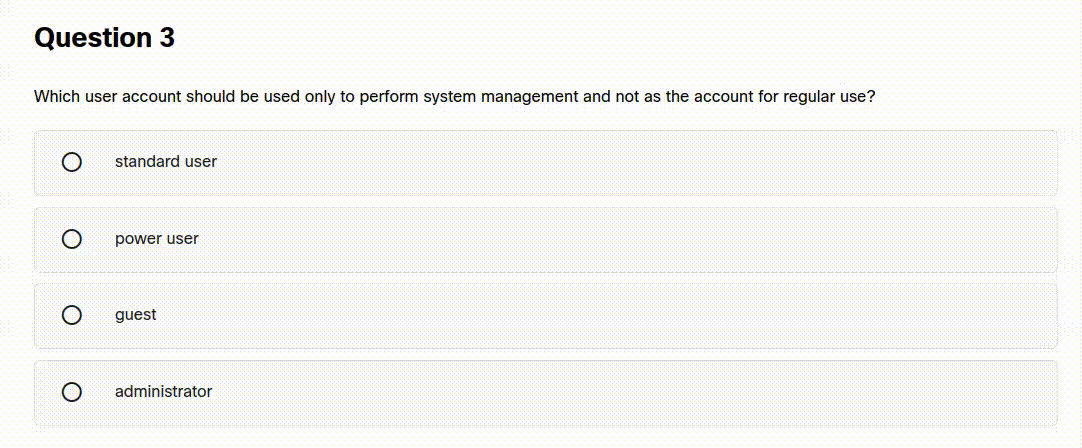 Question 3
Which user account should be used only to perform system management and not as the account for regular use?
standard user
power user
guest
administrator